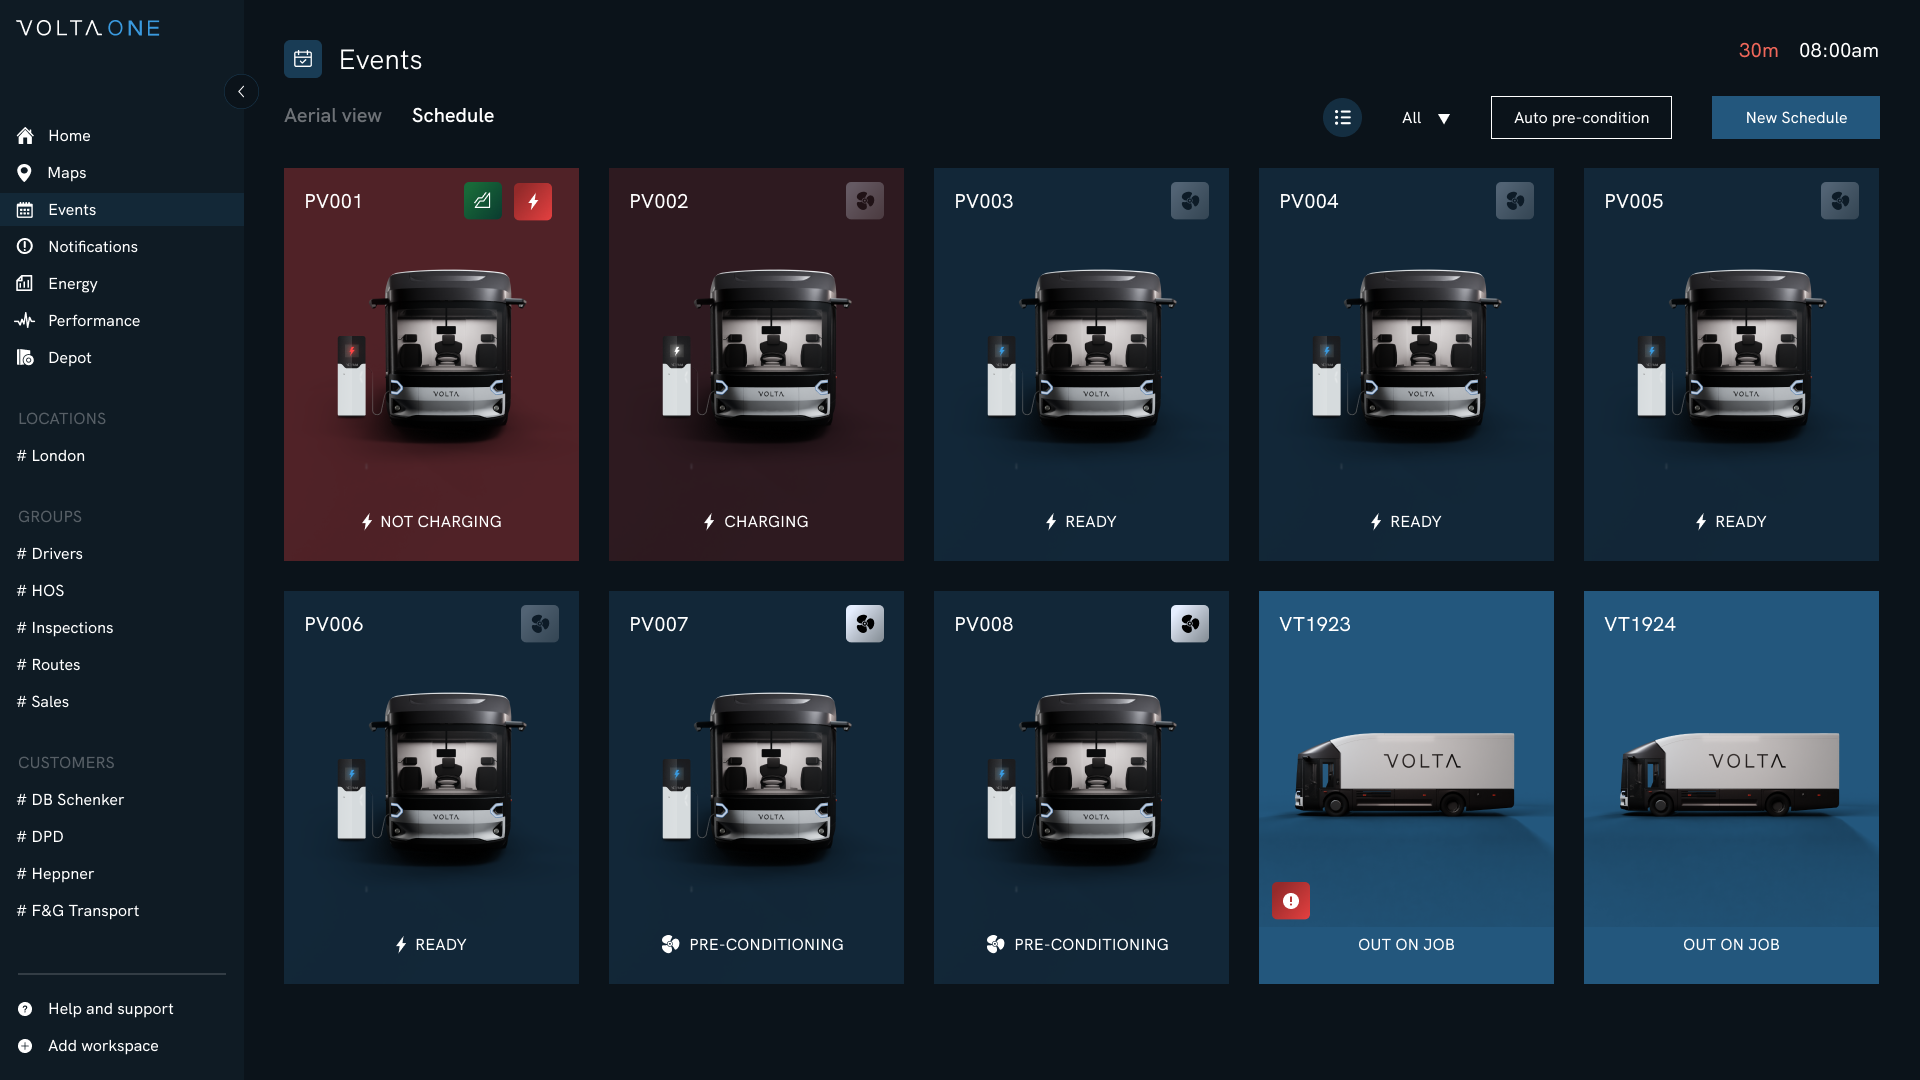 VOLTA ONE
Home
Maps
Events
Notifications
Energy
Performance
Depot
LOCATIONS
# London
GROUPS
# Drivers
# HOS
# Inspections
# Routes
# Sales
CUSTOMERS
# DB Schenker
# DPD
# Heppner
# F&G Transport
Help and support
Add workspace
Events
30m 08:00am
Aerial view Schedule
All ▼ Auto pre-condition New Schedule
PV001
VOLTA
NOT CHARGING
PV002
VOLTA
CHARGING
PV003
VOLTA
READY
PV004
VOLTA
READY
PV005
VOLTA
READY
PV006
VOLTA
READY
PV007
VOLTA
PRE-CONDITIONING
PV008
VOLTA
PRE-CONDITIONING
VT1923
VOLTA
OUT ON JOB
VT1924
VOLTA
OUT ON JOB